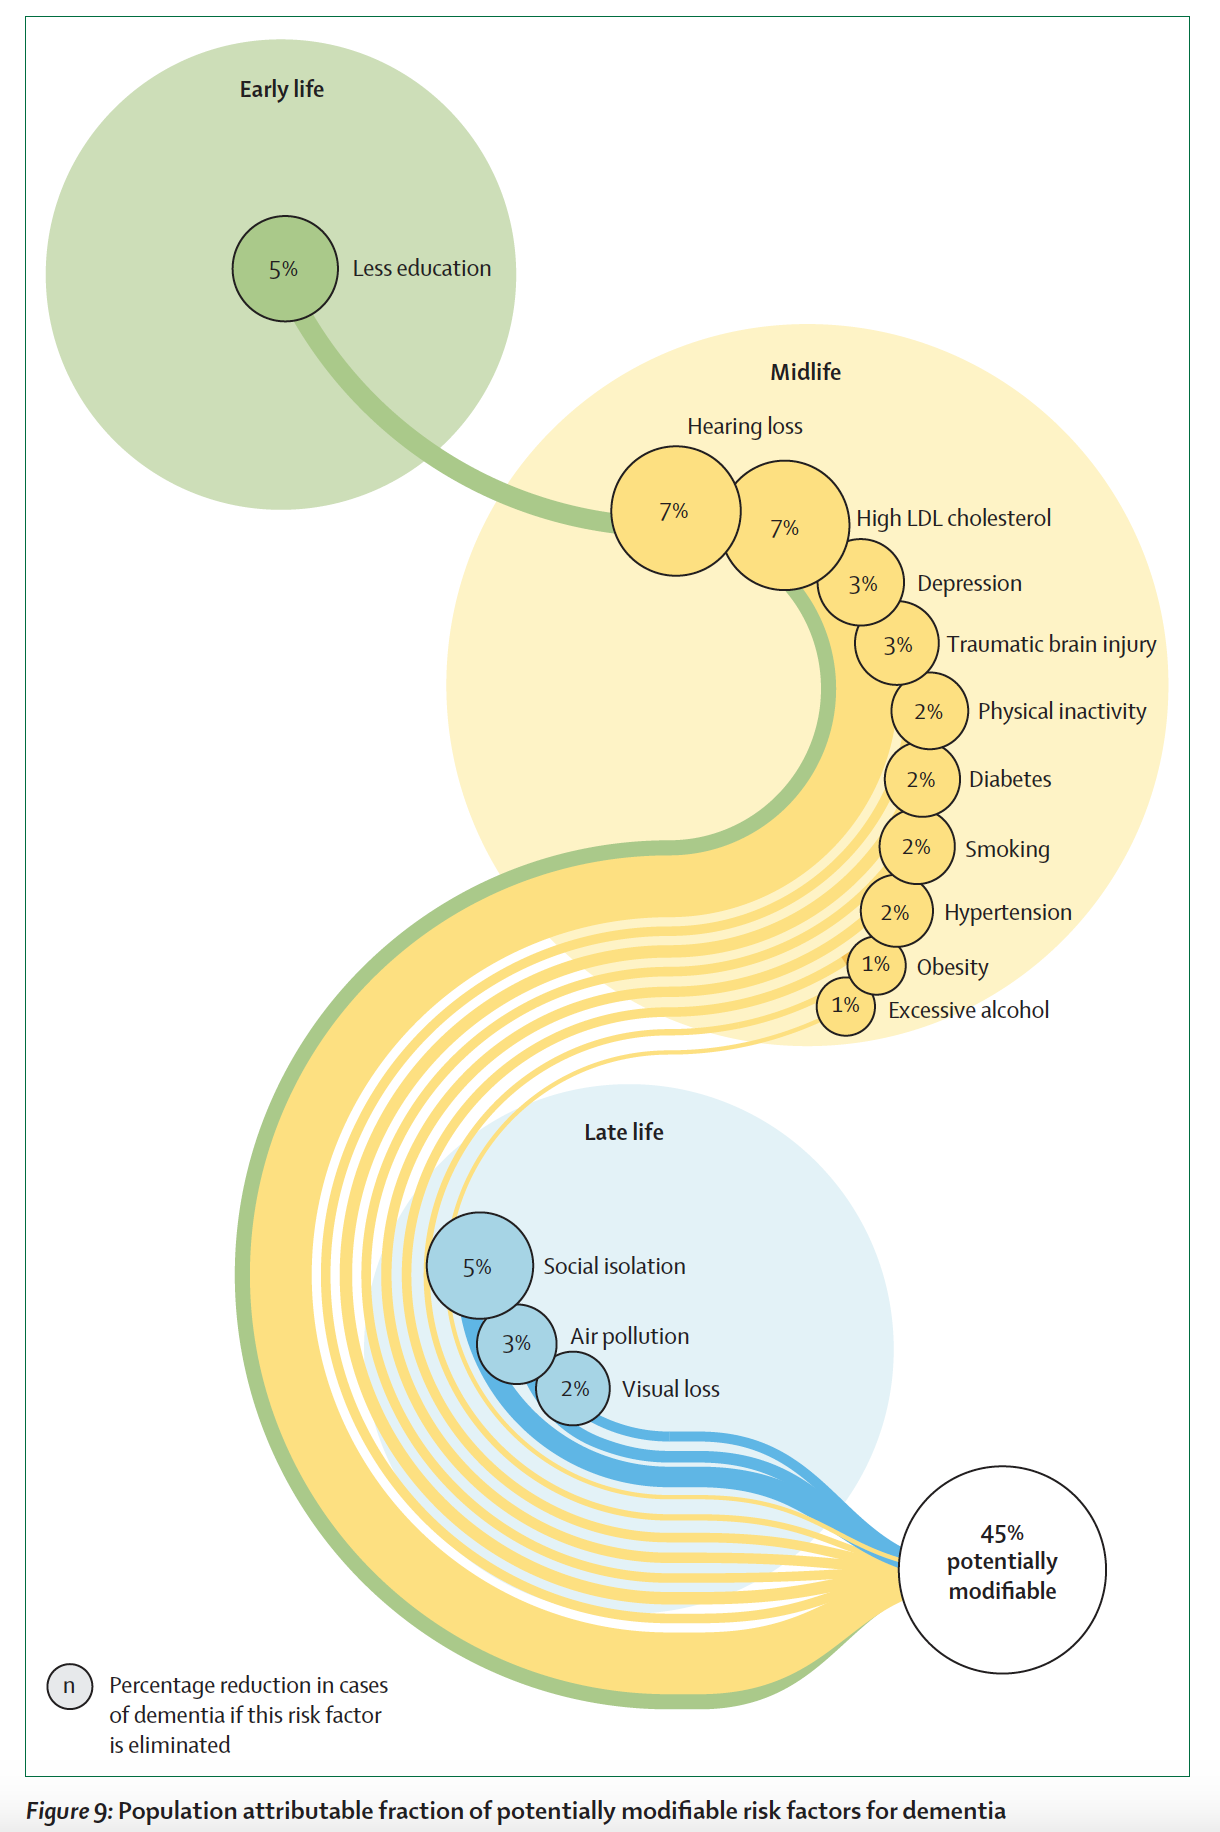 Early life
5%
Less education
Midlife
Hearing loss
7%
7%
High LDL cholesterol
3%
Depression
3%
Traumatic brain injury
2%
Physical inactivity
2%
Diabetes
2%
Smoking
2%
Hypertension
1%
Obesity
1%
Excessive alcohol
Late life
5%
Social isolation
3%
Air pollution
2%
Visual loss
45%
potentially
modifiable
n
Percentage reduction in cases
of dementia if this risk factor
is eliminated
Figure 9: Population attributable fraction of potentially modifiable risk factors for dementia